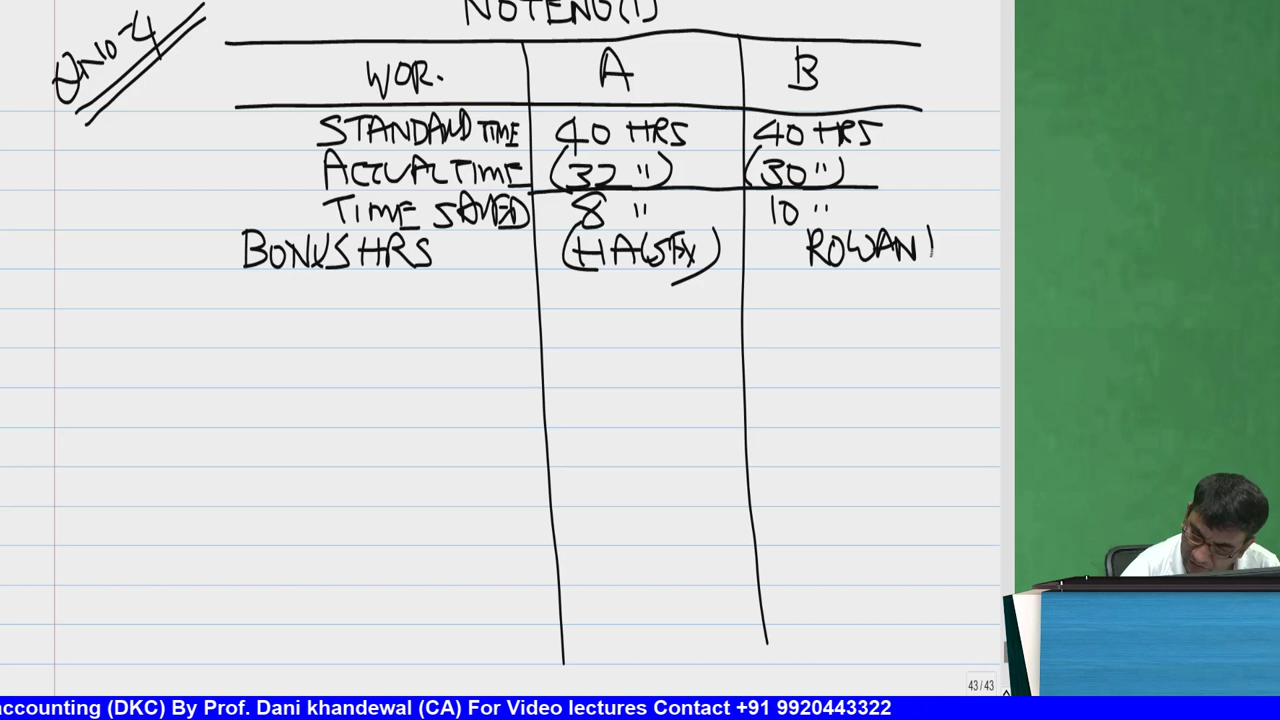 NOTENO(1)
QNO-4
WOR. A B
STANDARD TIME 40 HRS 40 HRS
ACTUAL TIME (32 ") (30 ")
TIME SAVED 8 " 10 "
BONUS HRS (HALSEY) ROWAN
43/43
accounting (DKC) By Prof. Dani khandewal (CA) For Video lectures Contact +91 9920443322